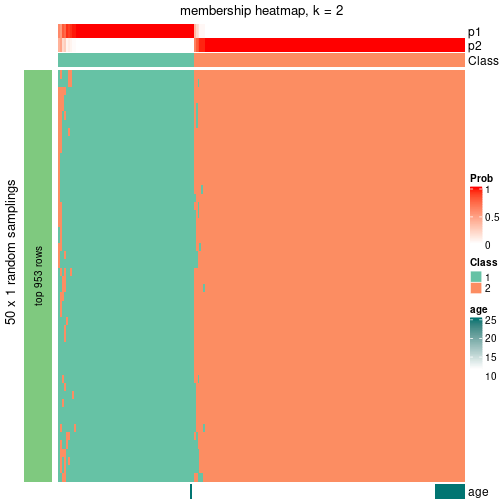 membership heatmap, k = 2
p1
p2
Class
50 x 1 random samplings
top 953 rows
Prob
1
0.5
0
Class
1
2
age
25
20
15
10
age